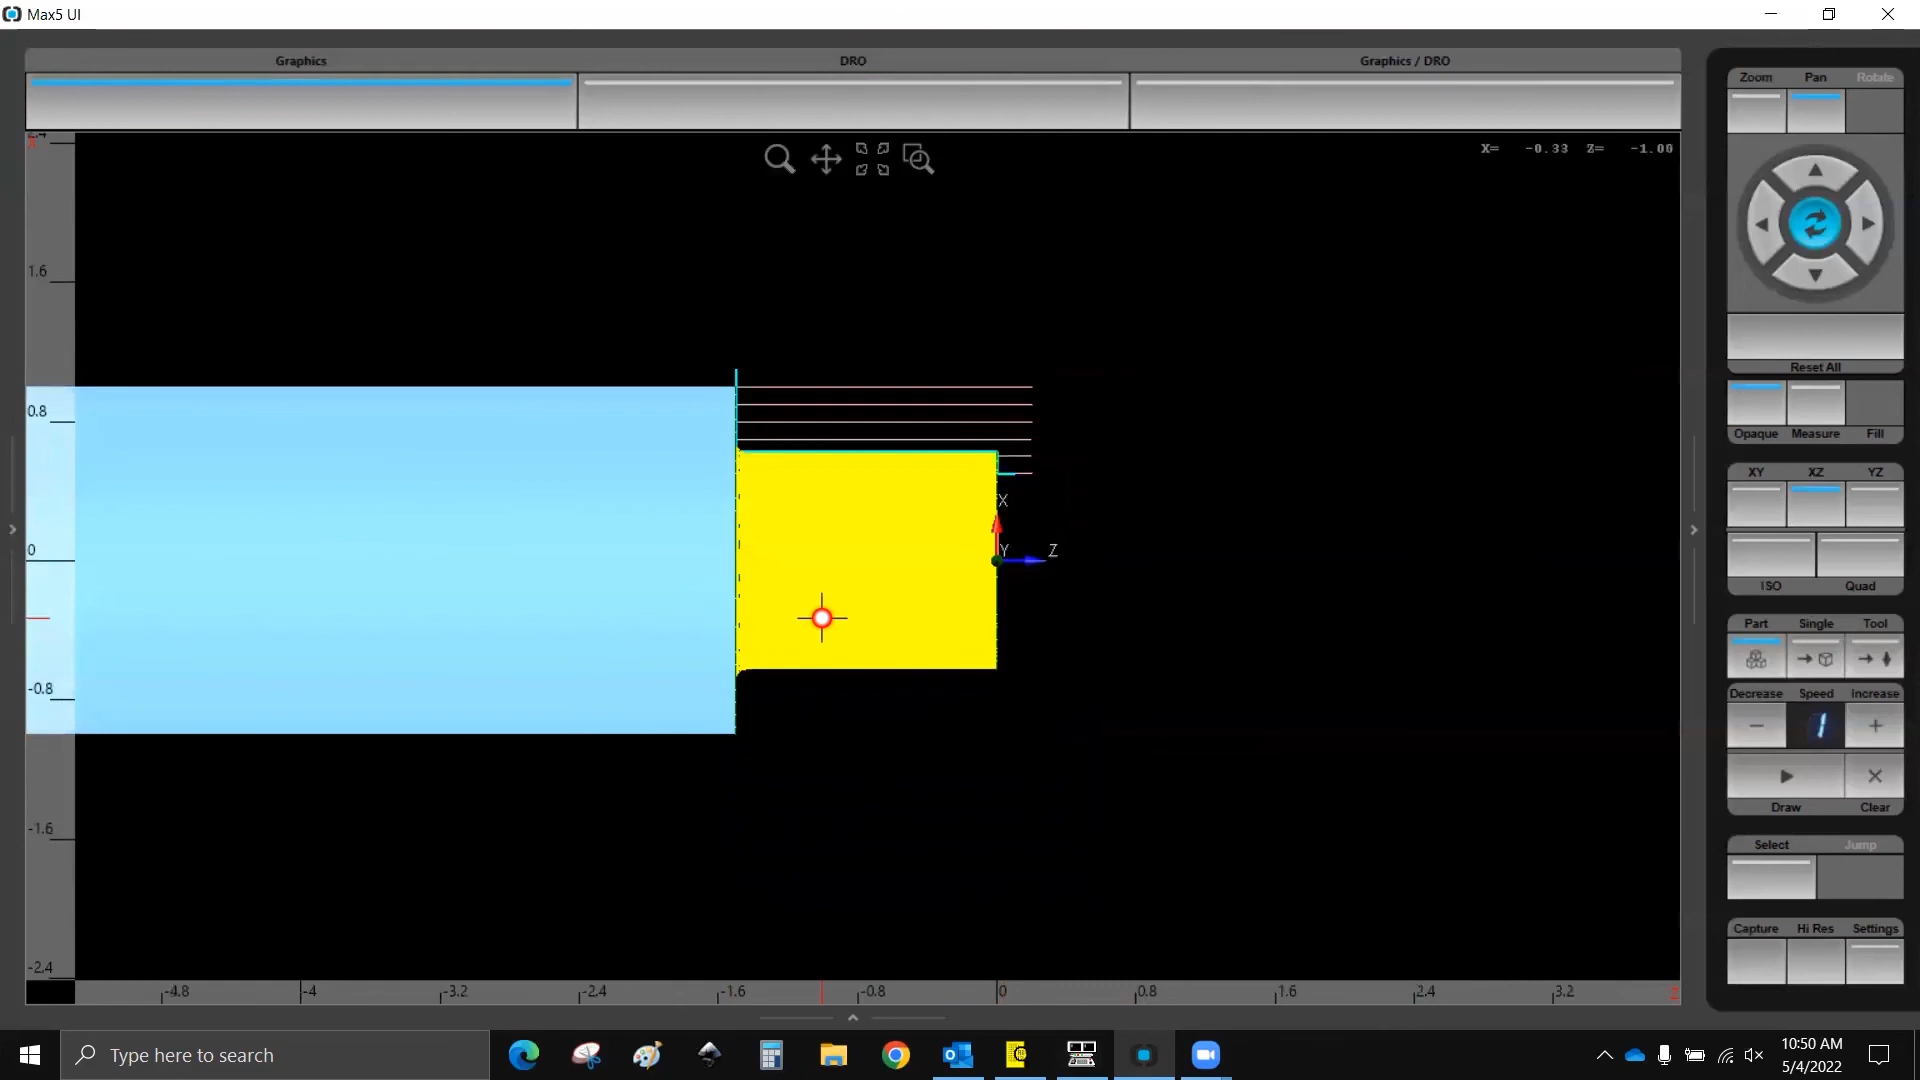 Max5 UI
Graphics DRO Graphics / DRO
Zoom Pan Rotate
X= -0.33 Z= -1.00
2.4
X
1.6
0.8
0
-0.8
-1.6
-2.4
X
Y Z
-4.8 -4 -3.2 -2.4 -1.6 -0.8 0 0.8 1.6 2.4 3.2 Z
Reset All
Opaque Measure Fill
XY XZ YZ
ISO Quad
Part Single Tool
Decrease Speed Increase
1
Draw Clear
Select Jump
Capture Hi Res Settings
Type here to search
10:50 AM
5/4/2022